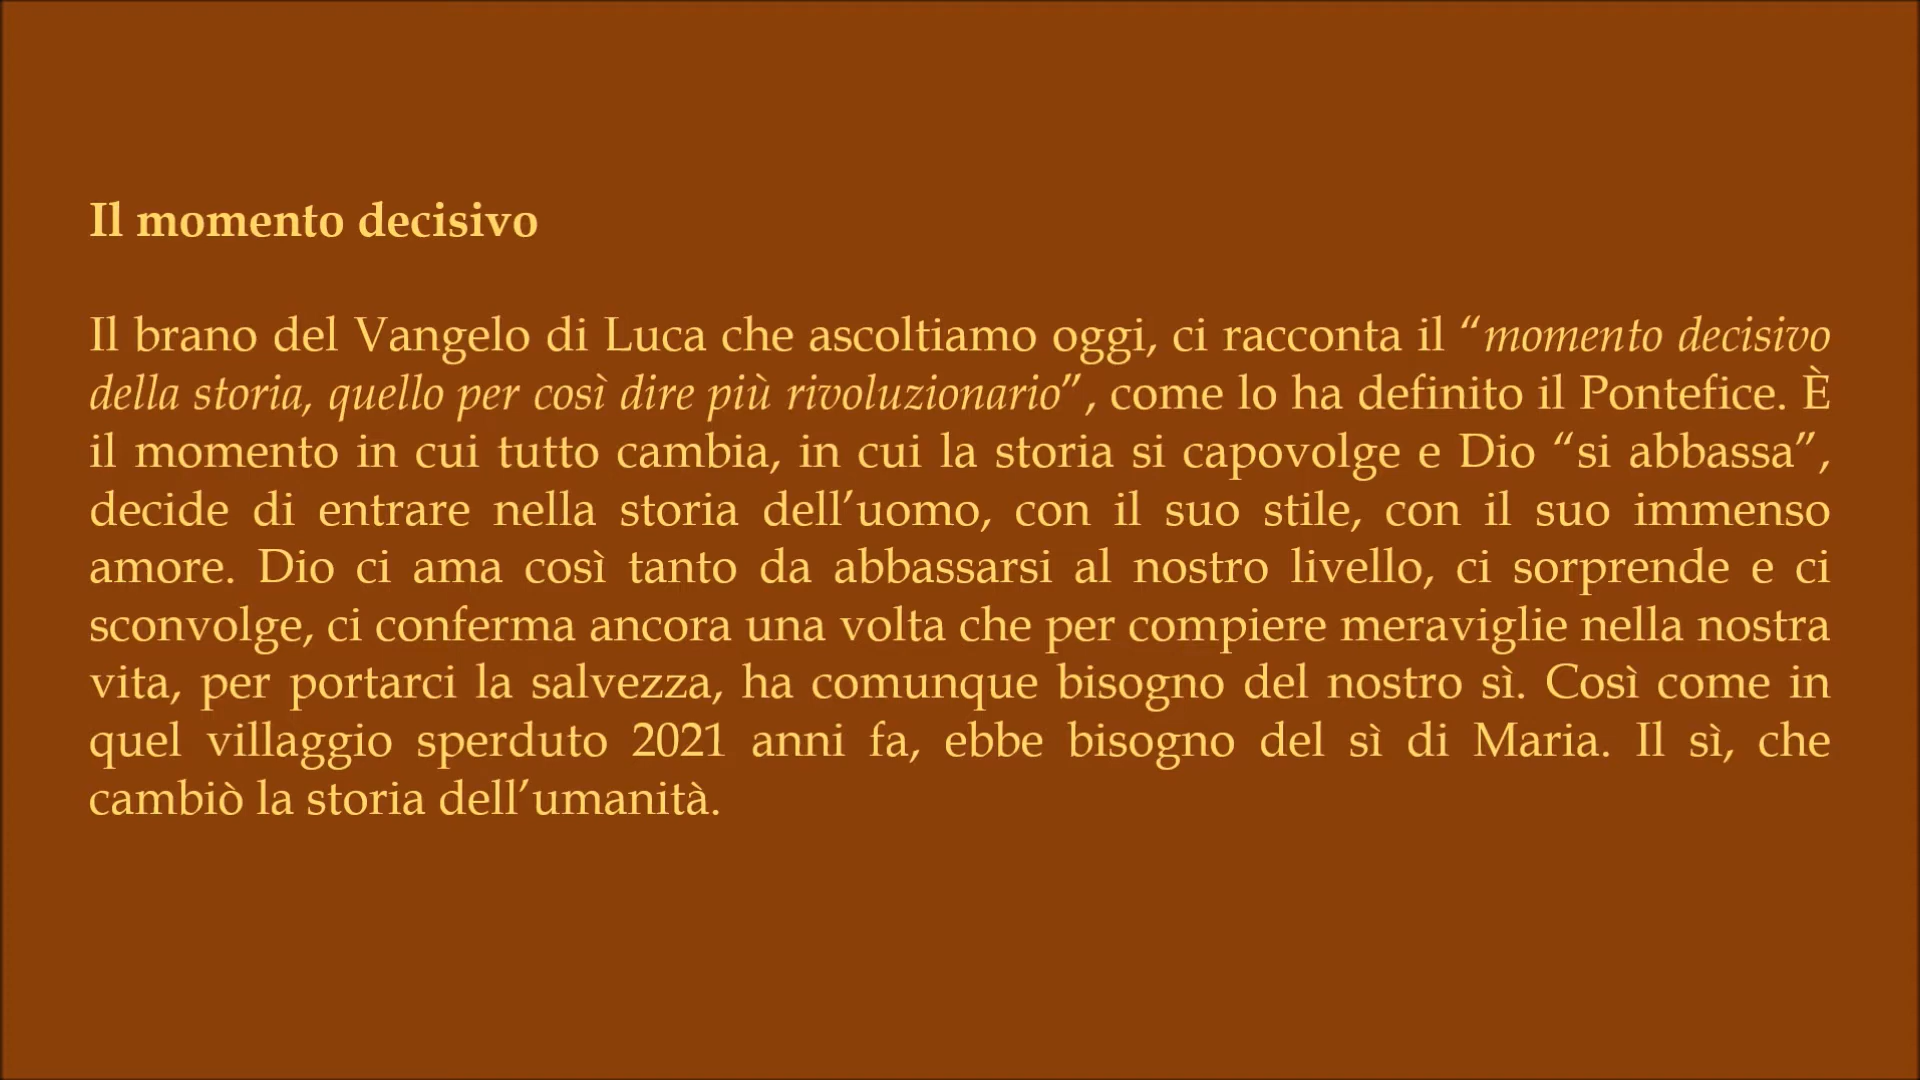 Il momento decisivo
Il brano del Vangelo di Luca che ascoltiamo oggi, ci racconta il “momento decisivo
della storia, quello per così dire più rivoluzionario”, come lo ha definito il Pontefice. È
il momento in cui tutto cambia, in cui la storia si capovolge e Dio “si abbassa”,
decide di entrare nella storia dell’uomo, con il suo stile, con il suo immenso
amore. Dio ci ama così tanto da abbassarsi al nostro livello, ci sorprende e ci
sconvolge, ci conferma ancora una volta che per compiere meraviglie nella nostra
vita, per portarci la salvezza, ha comunque bisogno del nostro sì. Così come in
quel villaggio sperduto 2021 anni fa, ebbe bisogno del sì di Maria. Il sì, che
cambiò la storia dell’umanità.